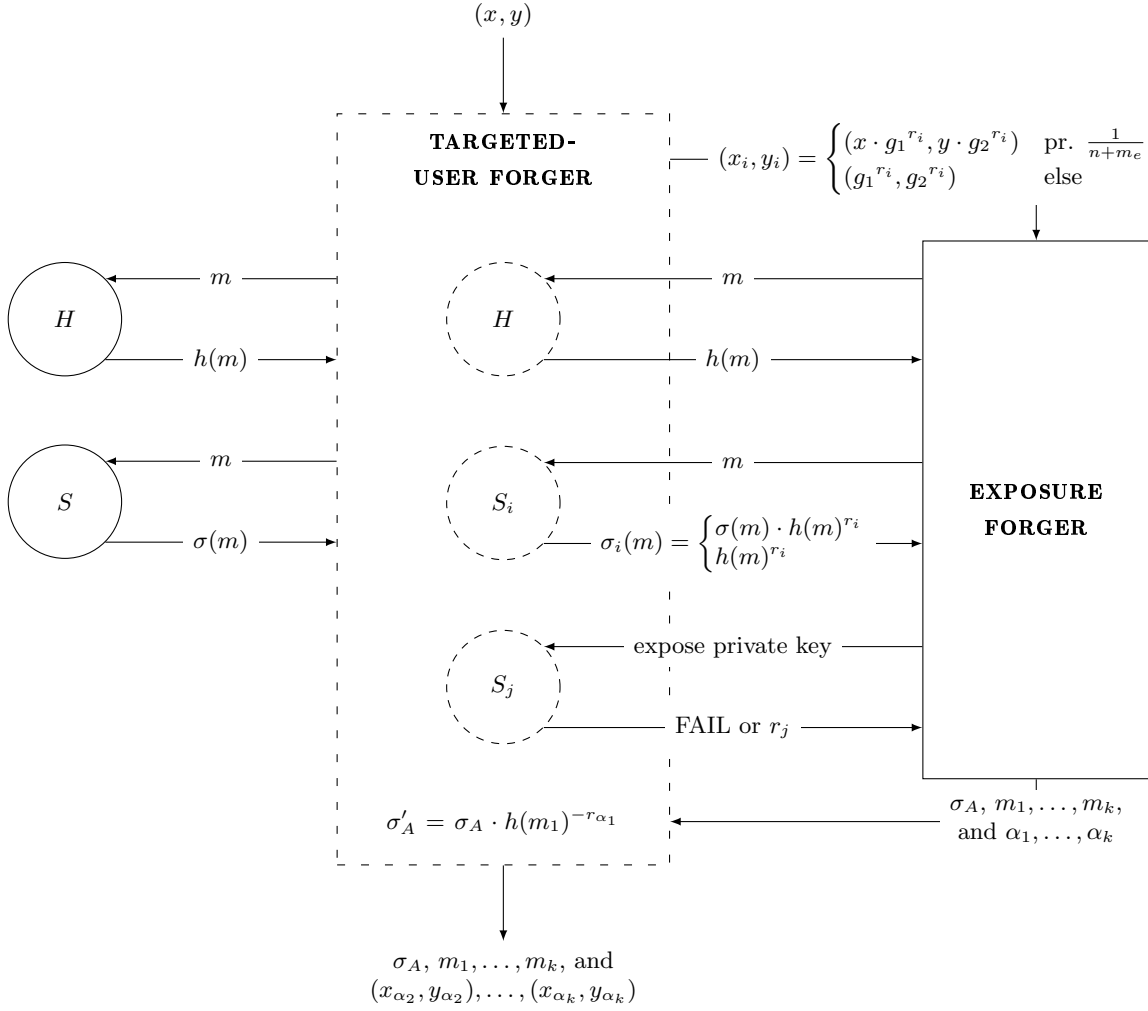 (x, y)
TARGETED-
USER FORGER
(x_i, y_i) = { (x · g_1^{r_i}, y · g_2^{r_i}) pr. \frac{1}{n+m_e}
(g_1^{r_i}, g_2^{r_i}) else
H
m
h(m)
H
m
h(m)
S
m
σ(m)
S_i
m
σ_i(m) = { σ(m) · h(m)^{r_i}
h(m)^{r_i}
EXPOSURE
FORGER
S_j
expose private key
FAIL or r_j
σ'_A = σ_A · h(m_1)^{-r_{α_1}}
σ_A, m_1, …, m_k,
and α_1, …, α_k
σ_A, m_1, …, m_k, and
(x_{α_2}, y_{α_2}), …, (x_{α_k}, y_{α_k})